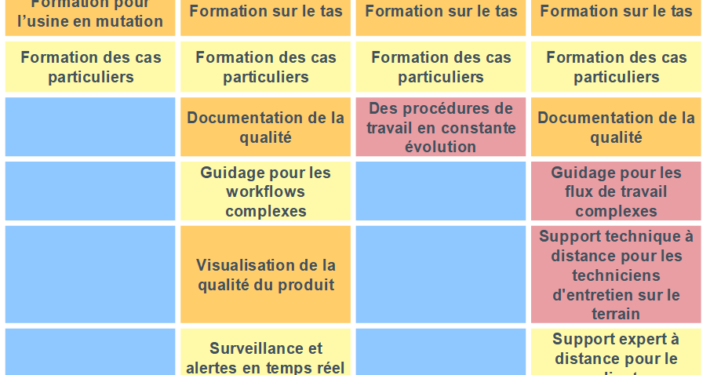 Formation pour
l’usine en mutation
Formation sur le tas
Formation sur le tas
Formation sur le tas
Formation des cas
particuliers
Formation des cas
particuliers
Formation des cas
particuliers
Formation des cas
particuliers
Documentation de la
qualité
Des procédures de
travail en constante
évolution
Documentation de la
qualité
Guidage pour les
workflows
complexes
Guidage pour les
flux de travail
complexes
Visualisation de la
qualité du produit
Support technique à
distance pour les
techniciens
d'entretien sur le
terrain
Surveillance et
alertes en temps réel
Support expert à
distance pour le